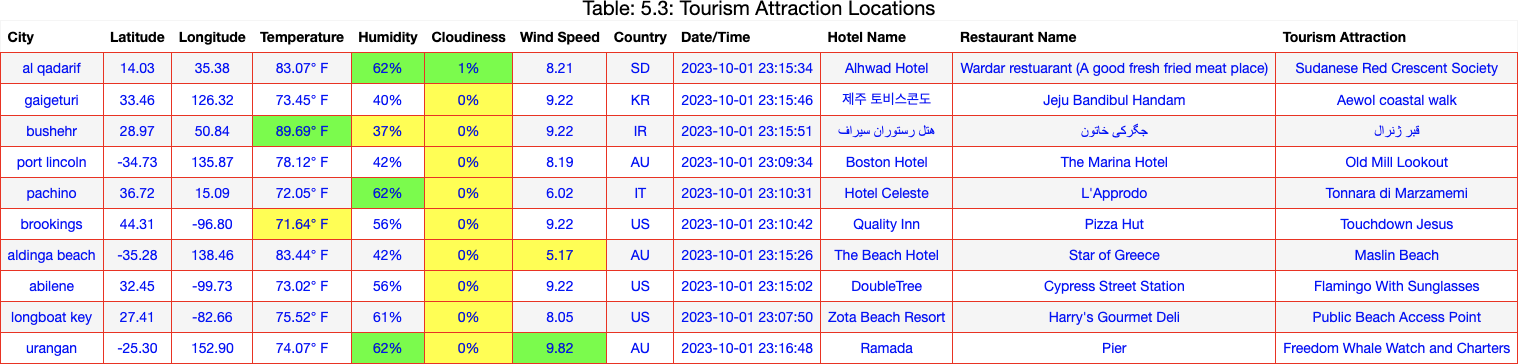 Table: 5.3: Tourism Attraction Locations
City Latitude Longitude Temperature Humidity Cloudiness Wind Speed Country Date/Time Hotel Name Restaurant Name Tourism Attraction
al qadarif 14.03 35.38 83.07° F 62% 1% 8.21 SD 2023-10-01 23:15:34 Alhwad Hotel Wardar restuarant (A good fresh fried meat place) Sudanese Red Crescent Society
gaigeturi 33.46 126.32 73.45° F 40% 0% 9.22 KR 2023-10-01 23:15:46 제주 토비스콘도 Jeju Bandibul Handam Aewol coastal walk
bushehr 28.97 50.84 89.69° F 37% 0% 9.22 IR 2023-10-01 23:15:51 هتل رستوران سیراف جگرکی خاتون قبر ژنرال
port lincoln -34.73 135.87 78.12° F 42% 0% 8.19 AU 2023-10-01 23:09:34 Boston Hotel The Marina Hotel Old Mill Lookout
pachino 36.72 15.09 72.05° F 62% 0% 6.02 IT 2023-10-01 23:10:31 Hotel Celeste L'Approdo Tonnara di Marzamemi
brookings 44.31 -96.80 71.64° F 56% 0% 9.22 US 2023-10-01 23:10:42 Quality Inn Pizza Hut Touchdown Jesus
aldinga beach -35.28 138.46 83.44° F 42% 0% 5.17 AU 2023-10-01 23:15:26 The Beach Hotel Star of Greece Maslin Beach
abilene 32.45 -99.73 73.02° F 56% 0% 9.22 US 2023-10-01 23:15:02 DoubleTree Cypress Street Station Flamingo With Sunglasses
longboat key 27.41 -82.66 75.52° F 61% 0% 8.05 US 2023-10-01 23:07:50 Zota Beach Resort Harry's Gourmet Deli Public Beach Access Point
urangan -25.30 152.90 74.07° F 62% 0% 9.82 AU 2023-10-01 23:16:48 Ramada Pier Freedom Whale Watch and Charters